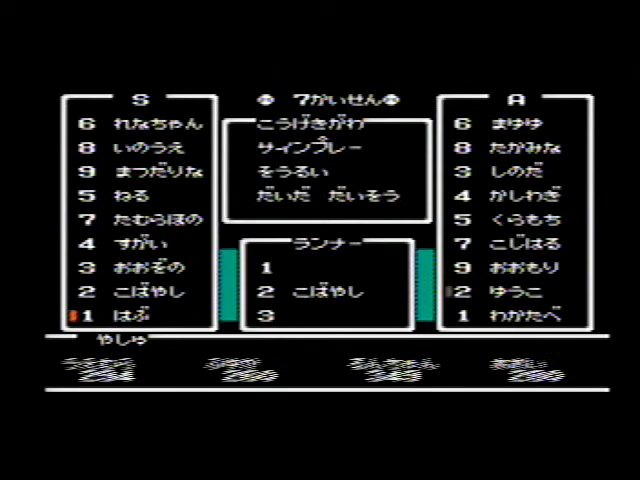 S
6 れなちゃん
8 いのうえ
9 まつだりな
5 ねる
7 たむらほの
4 すがい
3 おおぞの
2 こばやし
1 はぶ
7かいせん
こうげきがわ
サインプレー
そうるい
だいだ だいそう
ランナー
1
2 こばやし
3
A
6 まゆゆ
8 たかみな
3 しのだ
4 かしわぎ
5 くらもち
7 こじはる
9 おおもり
2 ゆうこ
1 わかたべ
やしゅ